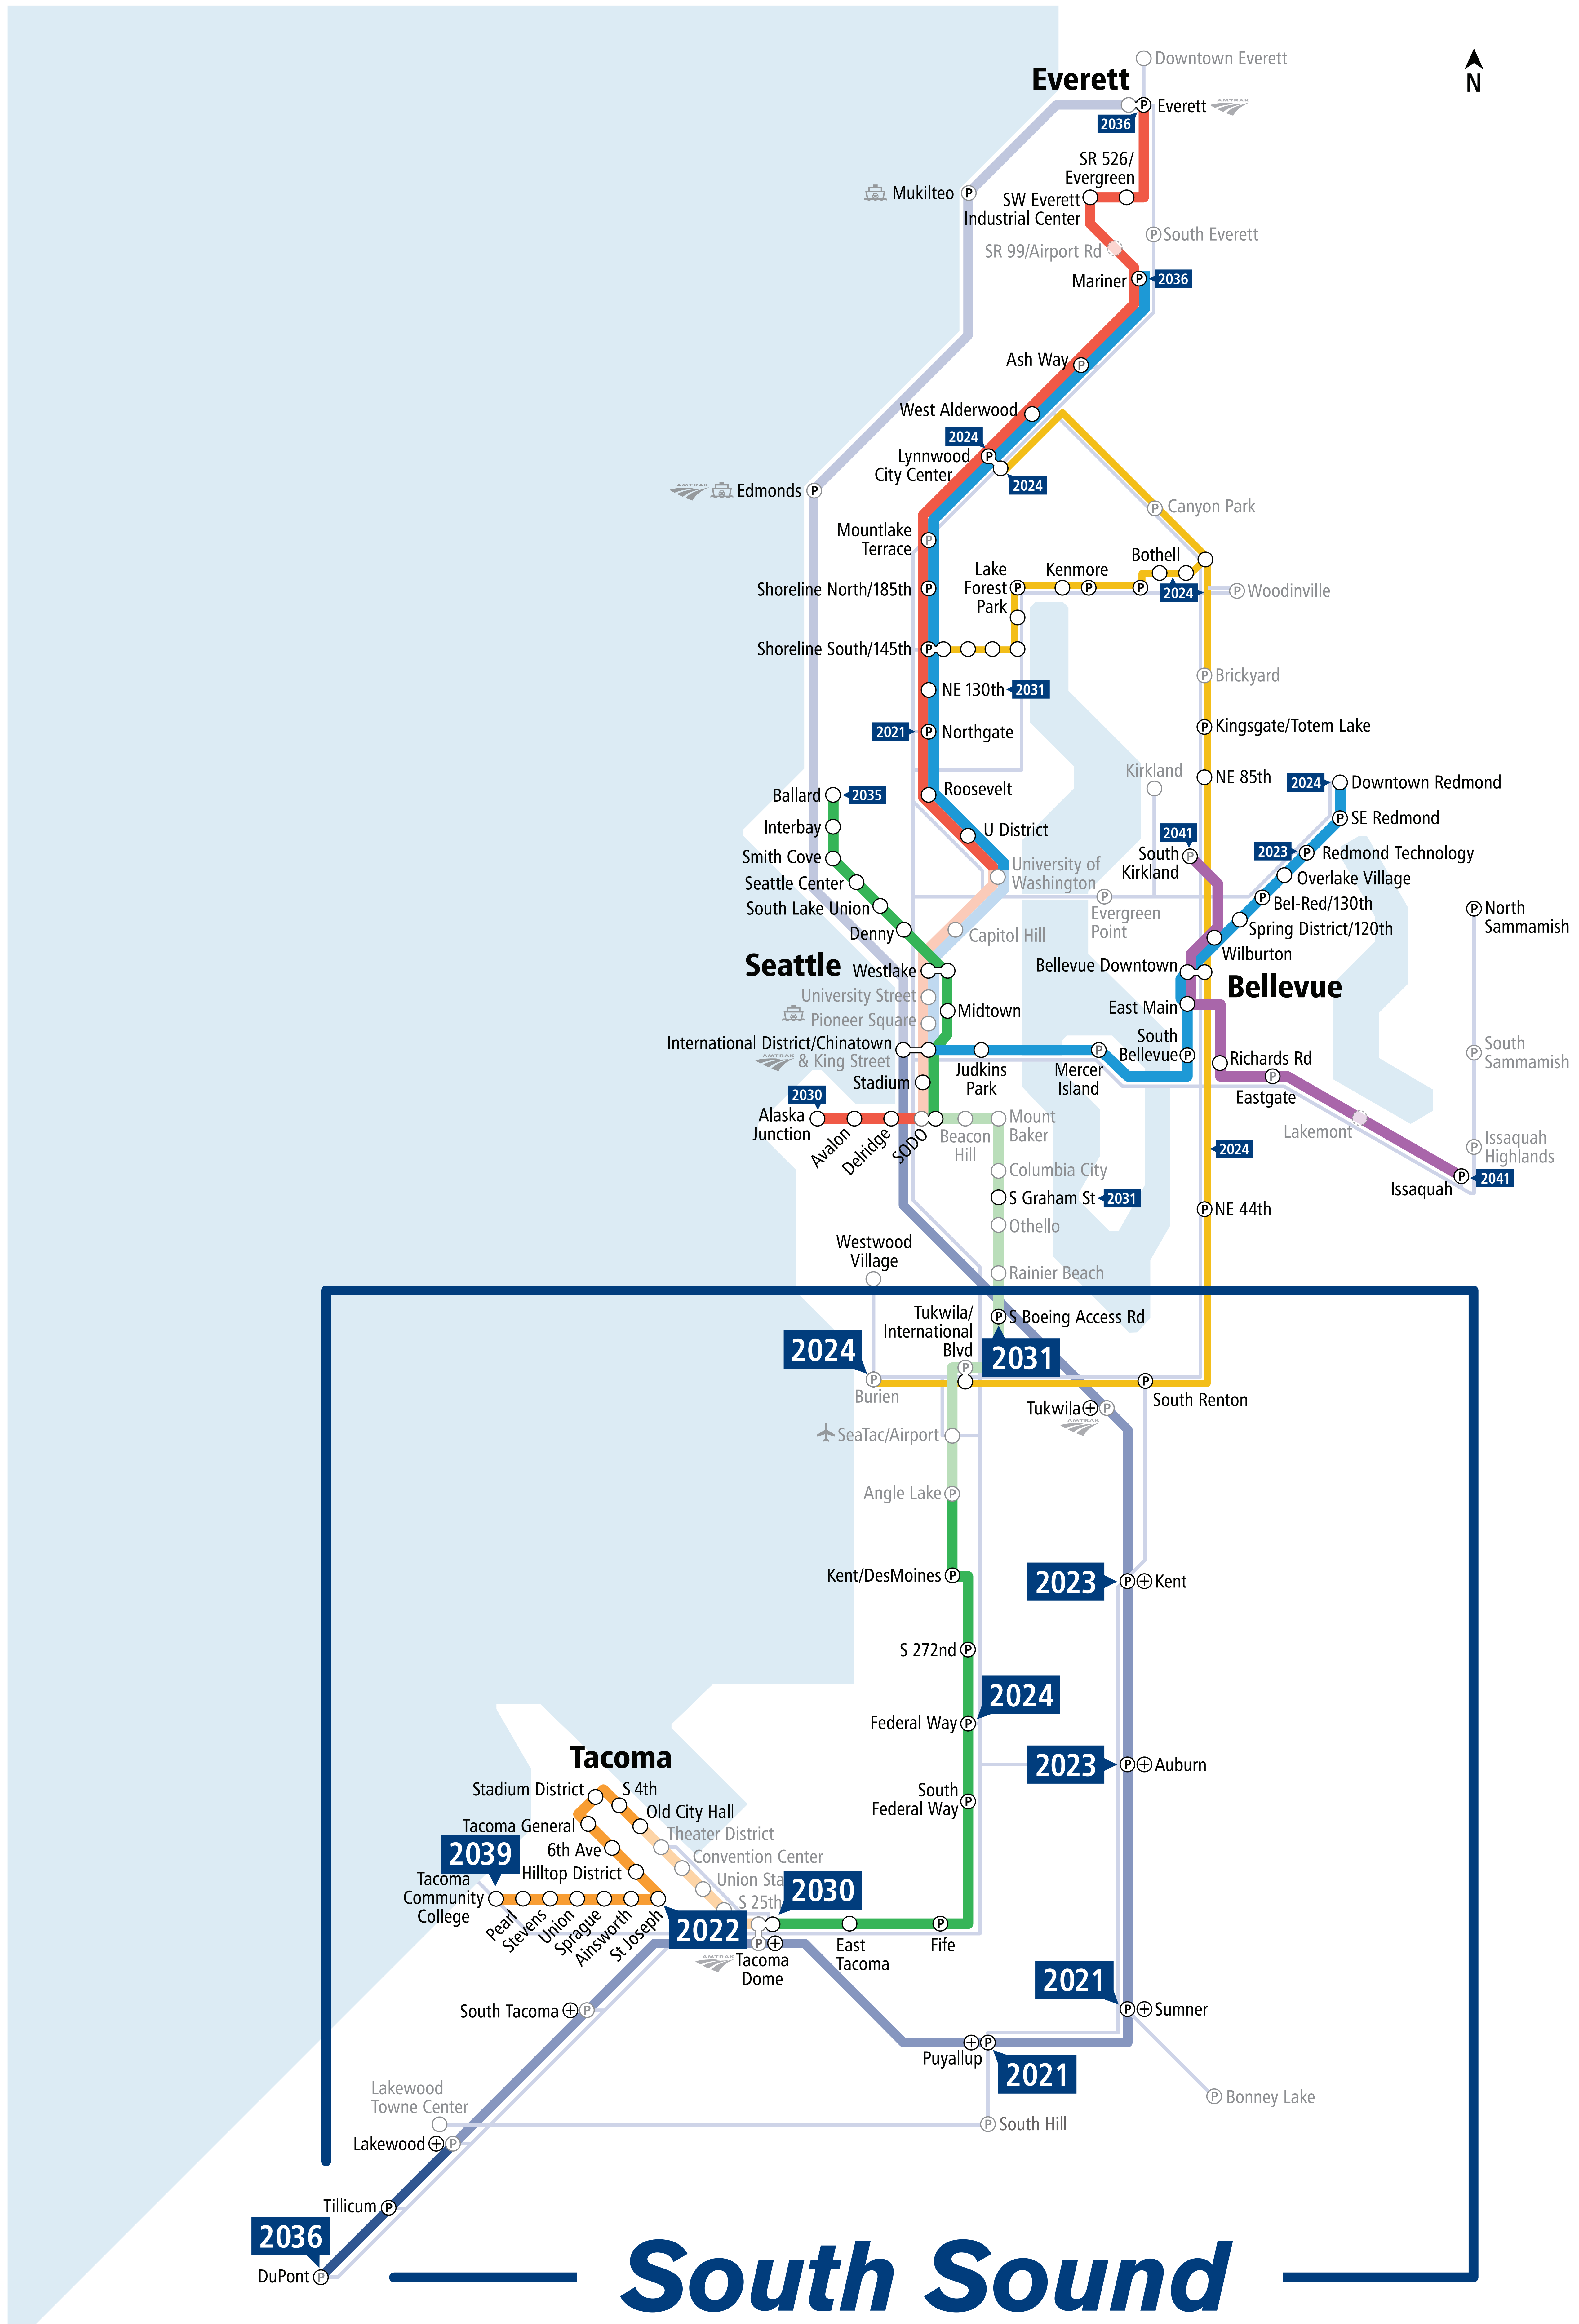 Downtown Everett
Everett
N
AMTRAK
Everett
2036
SR 526/
Evergreen
Mukilteo
SW Everett
Industrial Center
South Everett
SR 99/Airport Rd
Mariner
2036
Ash Way
West Alderwood
2024
Lynnwood
City Center
2024
AMTRAK
Edmonds
Canyon Park
Mountlake
Terrace
Bothell
Lake
Forest
Park
Kenmore
Shoreline North/185th
2024
Woodinville
Shoreline South/145th
Brickyard
NE 130th
2031
2021
Northgate
Kingsgate/Totem Lake
Kirkland
NE 85th
2024
Downtown Redmond
Ballard
2035
Roosevelt
SE Redmond
Interbay
U District
2041
South
Kirkland
2023
Redmond Technology
Smith Cove
University of
Washington
Overlake Village
Seattle Center
Bel-Red/130th
South Lake Union
Evergreen
Point
North
Sammamish
Denny
Capitol Hill
Spring District/120th
Wilburton
Seattle
Westlake
Bellevue Downtown
Bellevue
University Street
Midtown
East Main
Pioneer Square
International District/Chinatown
AMTRAK
& King Street
South
Bellevue
South
Sammamish
Judkins
Park
Mercer
Island
Richards Rd
Stadium
Eastgate
2030
Alaska
Junction
Avalon
Delridge
SODO
Beacon
Hill
Mount
Baker
Lakemont
Issaquah
Highlands
2024
Columbia City
Issaquah
2041
S Graham St
2031
NE 44th
Othello
Westwood
Village
Rainier Beach
Tukwila/
International
Blvd
S Boeing Access Rd
2024
2031
Burien
South Renton
Tukwila
AMTRAK
SeaTac/Airport
Angle Lake
Kent/DesMoines
2023
Kent
S 272nd
2024
Federal Way
Tacoma
2023
Auburn
Stadium District
S 4th
South
Federal Way
Old City Hall
Tacoma General
Theater District
2039
6th Ave
Convention Center
Tacoma
Community
College
Hilltop District
Union Sta
2030
S 25th
Pearl
Stevens
Union
Sprague
Ainsworth
St Joseph
2022
AMTRAK
Tacoma
Dome
East
Tacoma
Fife
2021
South Tacoma
Sumner
Puyallup
2021
Lakewood
Towne Center
Bonney Lake
South Hill
Lakewood
Tillicum
2036
DuPont
South Sound